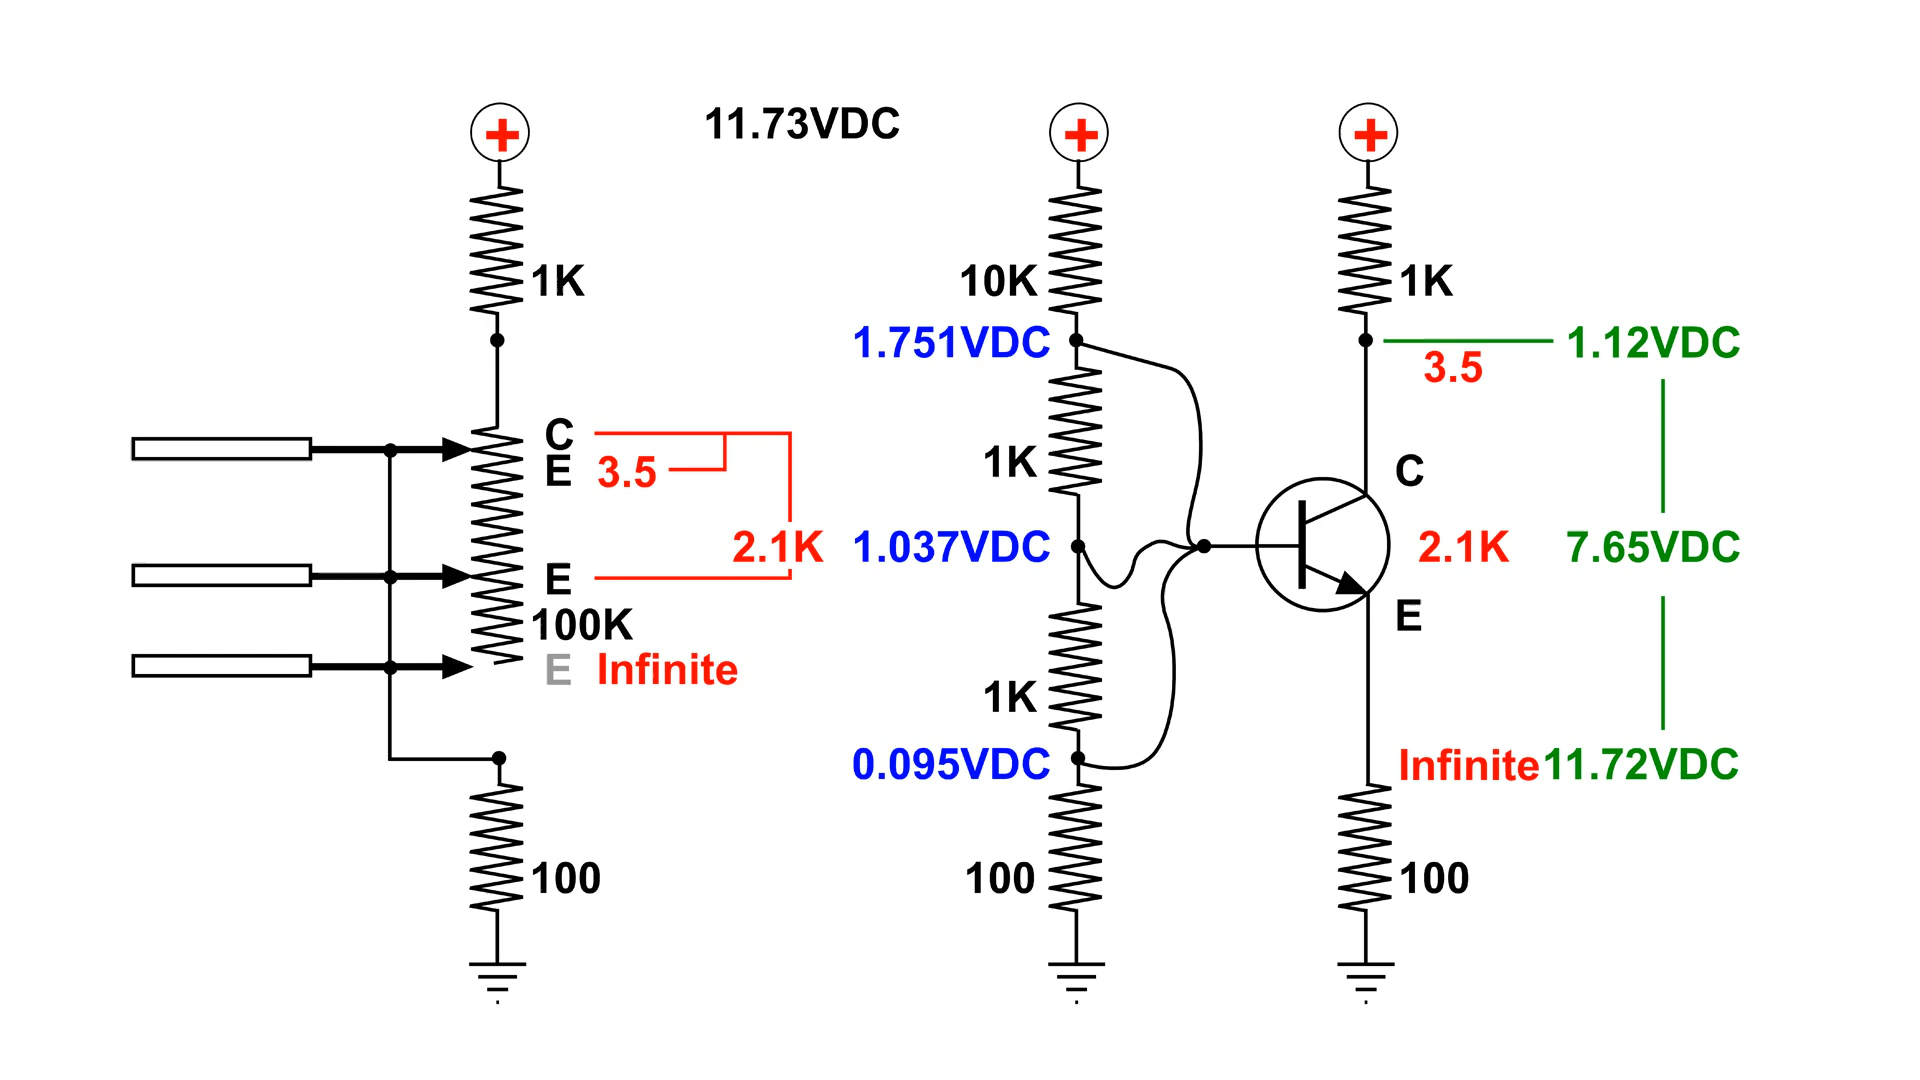 +
11.73VDC
+
+
1K
10K
1K
1.751VDC
1.12VDC
3.5
C
E
3.5
1K
C
2.1K
1.037VDC
2.1K
7.65VDC
E
100K
E
E
Infinite
1K
0.095VDC
Infinite
11.72VDC
100
100
100